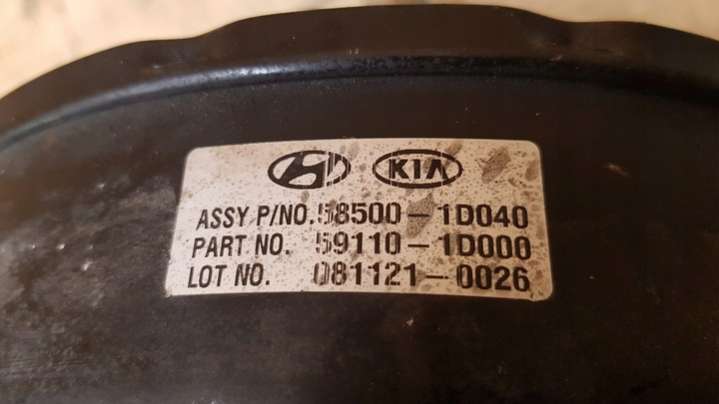 KIA
ASSY P/NO. 58500-1D040
PART NO. 59110-1D000
LOT NO. 081121-0026